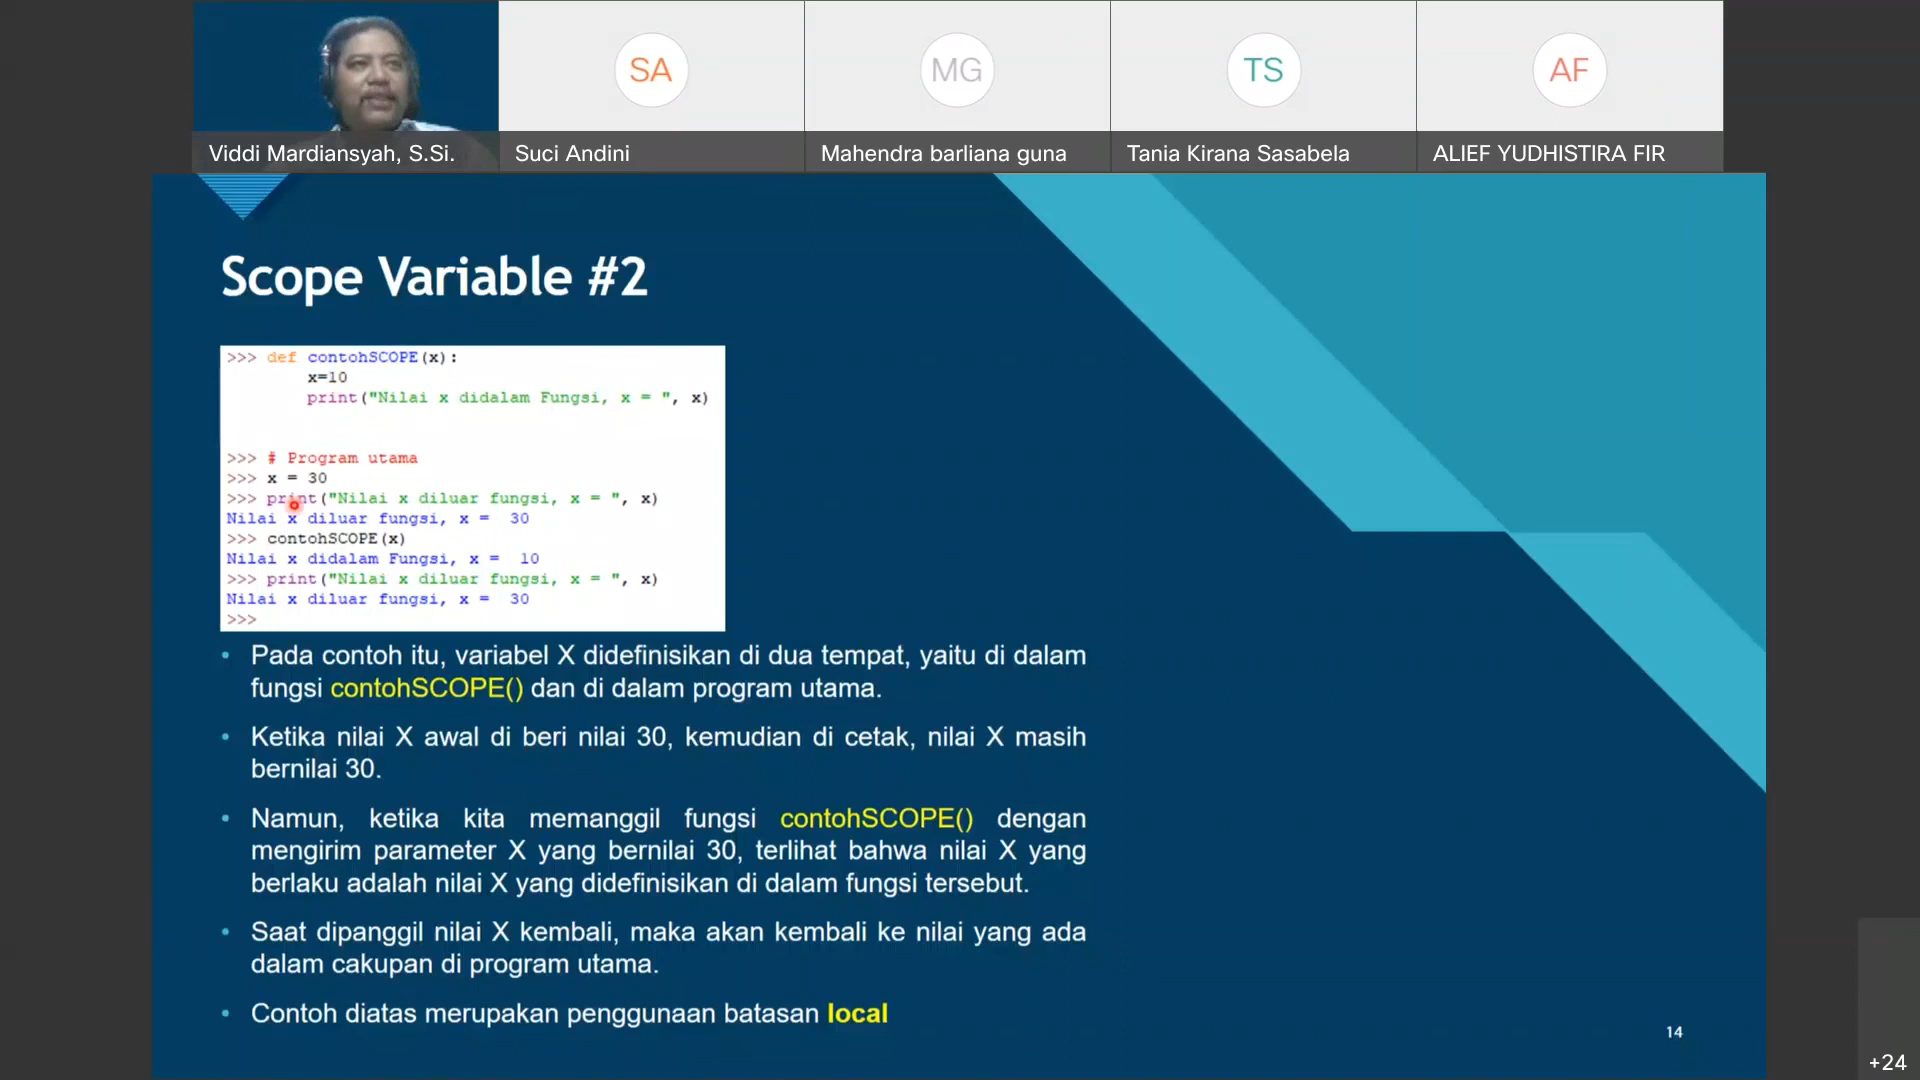 SA
MG
TS
AF
Viddi Mardiansyah, S.Si.
Suci Andini
Mahendra barliana guna
Tania Kirana Sasabela
ALIEF YUDHISTIRA FIR
Scope Variable #2
>>> def contohSCOPE(x):
x=10
print("Nilai x didalam Fungsi, x = ", x)
>>> # Program utama
>>> x = 30
>>> print("Nilai x diluar fungsi, x = ", x)
Nilai x diluar fungsi, x =  30
>>> contohSCOPE(x)
Nilai x didalam Fungsi, x =  10
>>> print("Nilai x diluar fungsi, x = ", x)
Nilai x diluar fungsi, x =  30
>>>
• Pada contoh itu, variabel X didefinisikan di dua tempat, yaitu di dalam
fungsi contohSCOPE() dan di dalam program utama.
• Ketika nilai X awal di beri nilai 30, kemudian di cetak, nilai X masih
bernilai 30.
• Namun, ketika kita memanggil fungsi contohSCOPE() dengan
mengirim parameter X yang bernilai 30, terlihat bahwa nilai X yang
berlaku adalah nilai X yang didefinisikan di dalam fungsi tersebut.
• Saat dipanggil nilai X kembali, maka akan kembali ke nilai yang ada
dalam cakupan di program utama.
• Contoh diatas merupakan penggunaan batasan local
14
+24